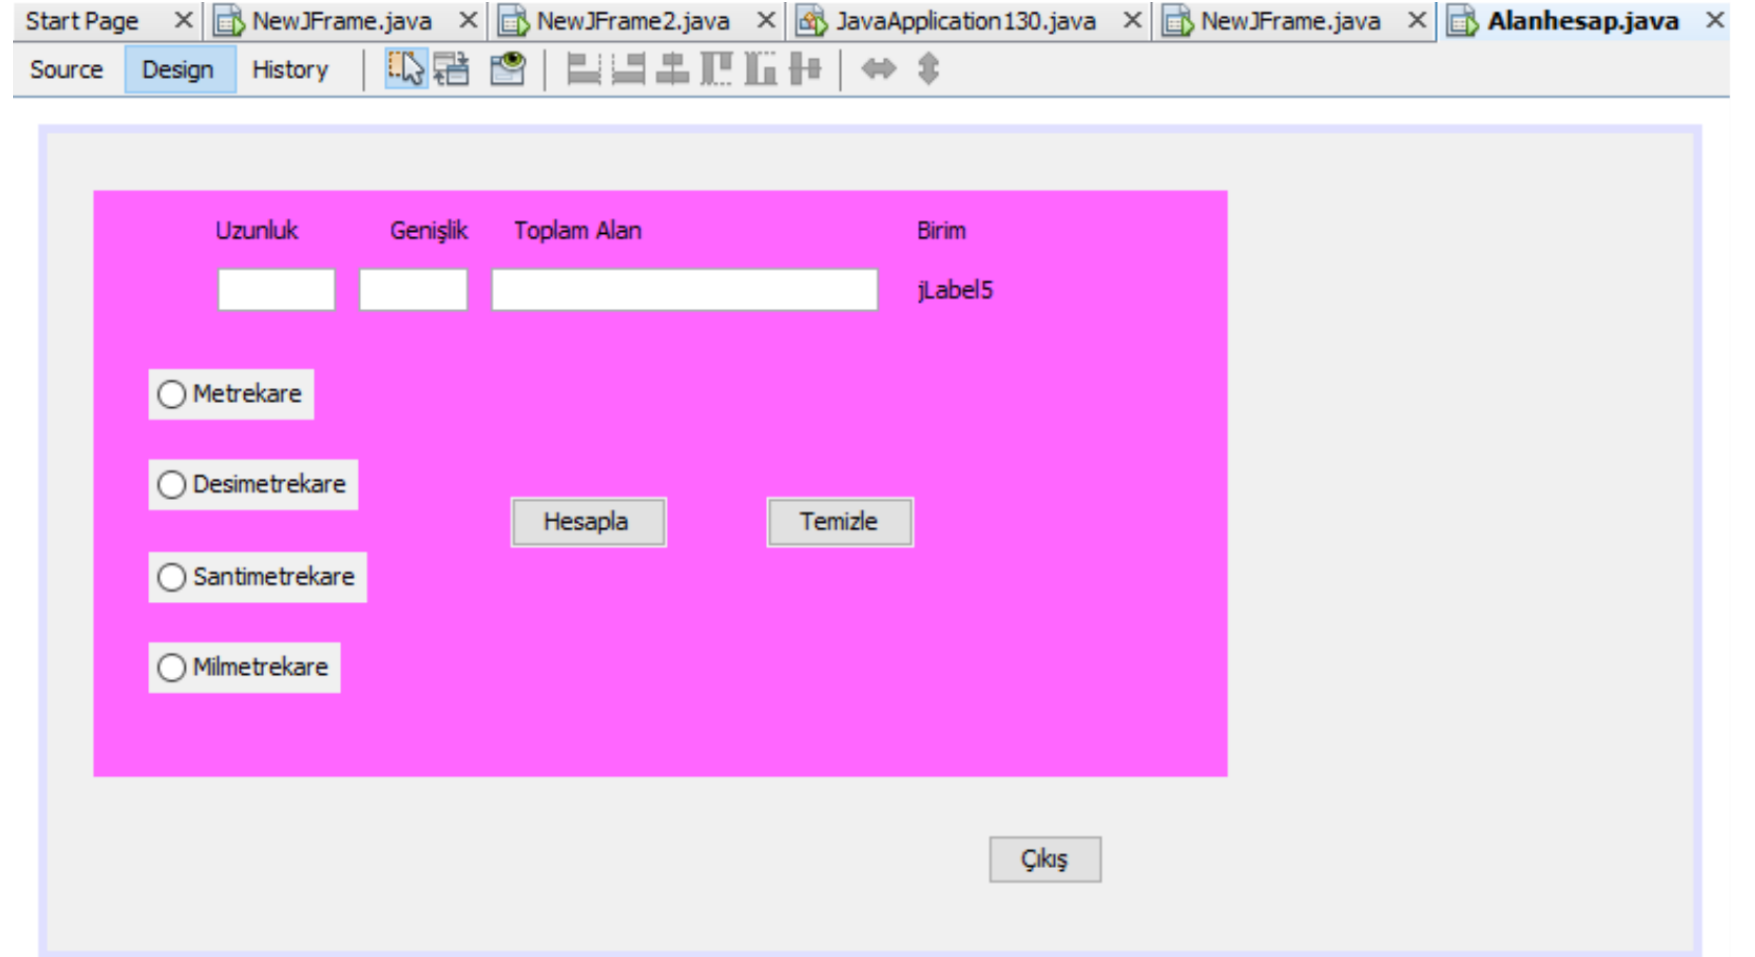 Start Page NewJFrame.java NewJFrame2.java JavaApplication130.java NewJFrame.java Alanhesap.java
Source Design History
Uzunluk Genişlik Toplam Alan Birim
jLabel5
Metrekare
Desimetrekare
Hesapla Temizle
Santimetrekare
Milmetrekare
Çıkış